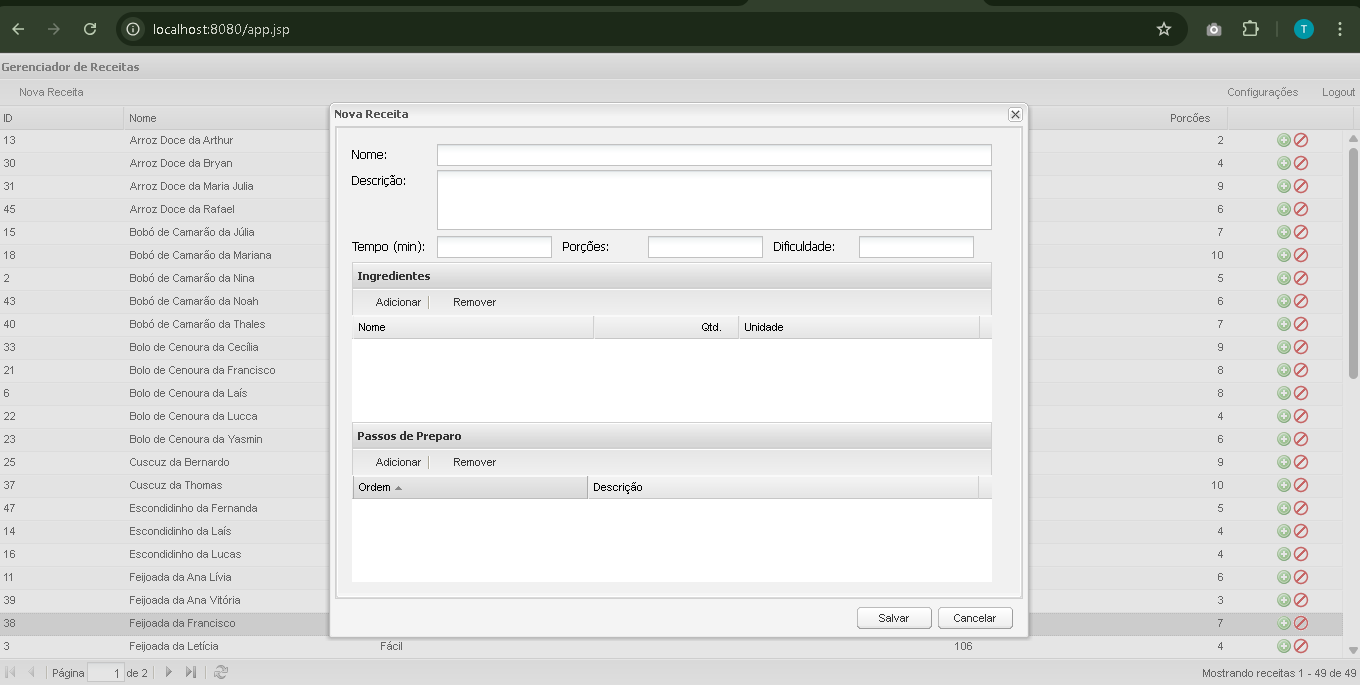 localhost:8080/app.jsp
T
Gerenciador de Receitas
Nova Receita Configurações Logout
ID Nome Porcões
Nova Receita
13 Arroz Doce da Arthur 2
30 Arroz Doce da Bryan 4
31 Arroz Doce da Maria Julia 9
45 Arroz Doce da Rafael 6
15 Bobó de Camarão da Júlia 7
18 Bobó de Camarão da Mariana 10
2 Bobó de Camarão da Nina 5
43 Bobó de Camarão da Noah 6
40 Bobó de Camarão da Thales 7
33 Bolo de Cenoura da Cecília 9
21 Bolo de Cenoura da Francisco 8
6 Bolo de Cenoura da Laís 8
22 Bolo de Cenoura da Lucca 4
23 Bolo de Cenoura da Yasmin 6
25 Cuscuz da Bernardo 9
37 Cuscuz da Thomas 10
47 Escondidinho da Fernanda 5
14 Escondidinho da Laís 4
16 Escondidinho da Lucas 4
11 Feijoada da Ana Lívia 6
39 Feijoada da Ana Vitória 3
38 Feijoada da Francisco 7
3 Feijoada da Letícia Fácil 106 4
Nome:
Descrição:
Tempo (min): Porções: Dificuldade:
Ingredientes
Adicionar Remover
Nome Qtd. Unidade
Passos de Preparo
Adicionar Remover
Ordem Descrição
Salvar Cancelar
Página 1 de 2 Mostrando receitas 1 - 49 de 49